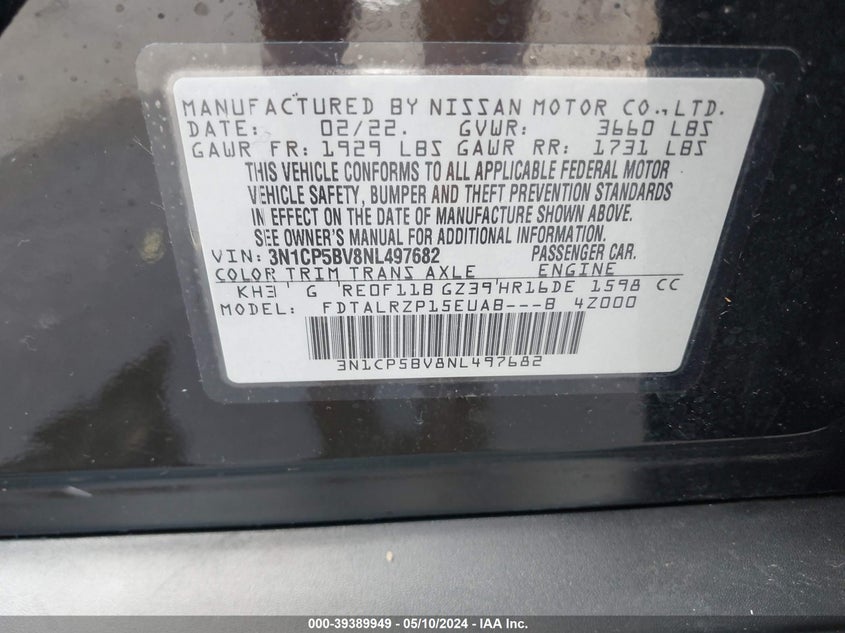 MANUFACTURED BY NISSAN MOTOR CO.,LTD.
DATE: 02/22. GVWR: 3660 LBS
GAWR FR: 1929 LBS GAWR RR: 1731 LBS
THIS VEHICLE CONFORMS TO ALL APPLICABLE FEDERAL MOTOR
VEHICLE SAFETY, BUMPER AND THEFT PREVENTION STANDARDS
IN EFFECT ON THE DATE OF MANUFACTURE SHOWN ABOVE.
SEE OWNER'S MANUAL FOR ADDITIONAL INFORMATION.
VIN: 3N1CP5BV8NL497682 PASSENGER CAR.
COLOR TRIM TRANS AXLE ENGINE
KH3 ' G ' RE0F11B GZ39 ' HR16DE 1598 CC
MODEL: FDTALRZP15EUAB---B 4Z000
3N1CP5BV8NL497682
000-39389949 - 05/10/2024 - IAA Inc.